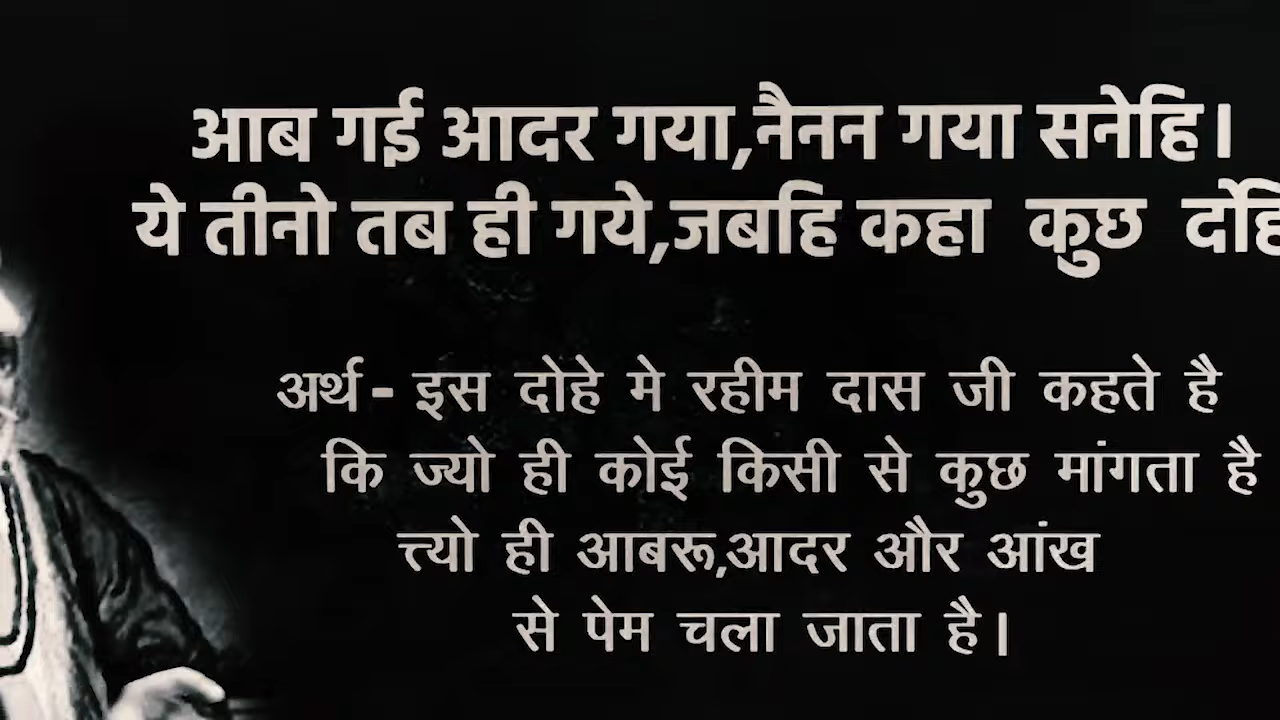 आब गई आदर गया,नैनन गया सनेहि।
ये तीनो तब ही गये,जबहि कहा कुछ
अर्थ - इस दोहे मे रहीम दास जी कहते है
कि ज्यो ही कोई किसी से कुछ मांगता है
त्त्यो ही आबरू,आदर और आंख
से पेम चला जाता है।